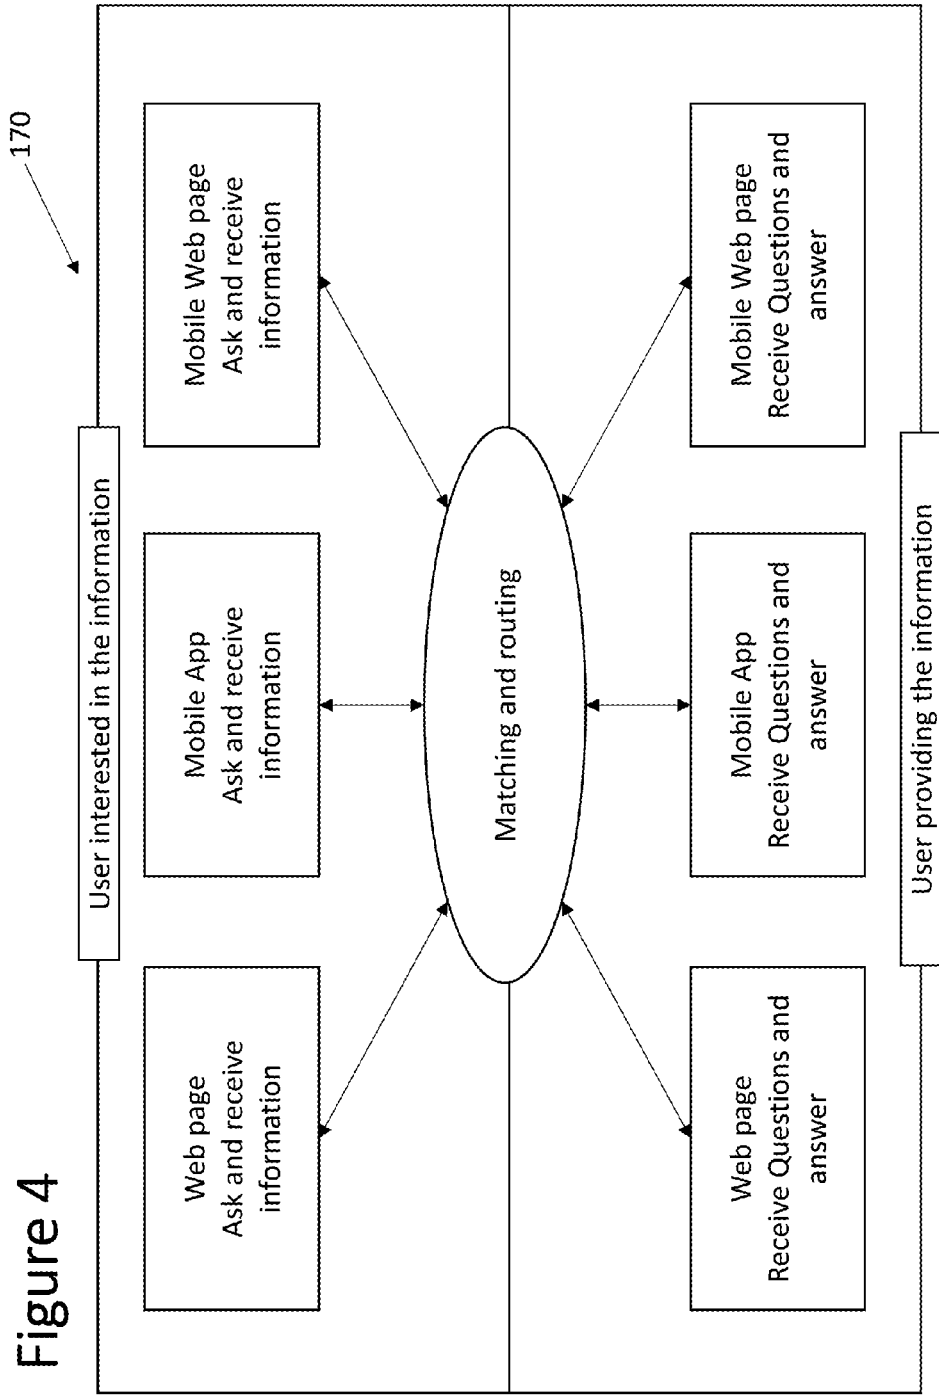 Figure 4
170
User interested in the information
Web page
Ask and receive
information
Mobile App
Ask and receive
information
Mobile Web page
Ask and receive
information
Matching and routing
Web page
Receive Questions and
answer
Mobile App
Receive Questions and
answer
Mobile Web page
Receive Questions and
answer
User providing the information